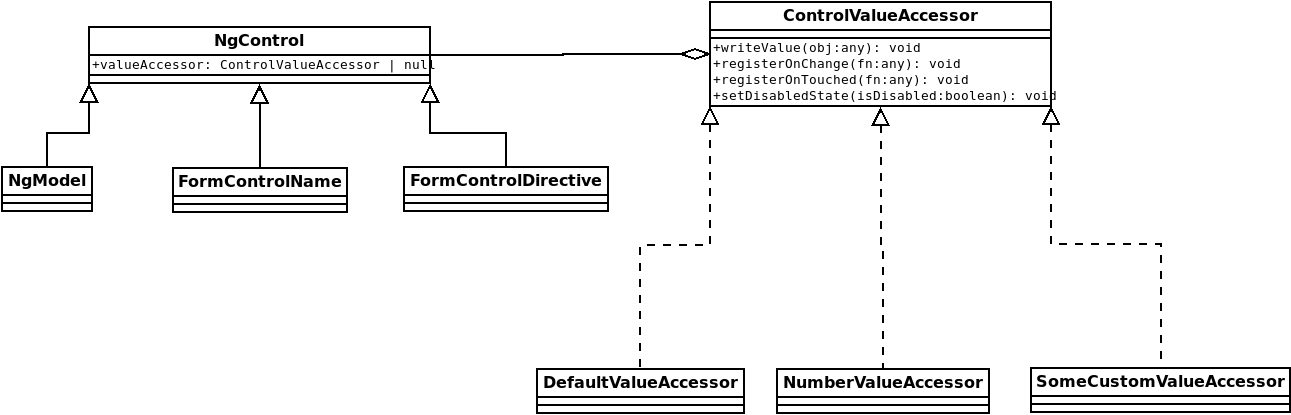 NgControl
+valueAccessor: ControlValueAccessor | null
ControlValueAccessor
+writeValue(obj:any): void
+registerOnChange(fn:any): void
+registerOnTouched(fn:any): void
+setDisabledState(isDisabled:boolean): void
NgModel
FormControlName
FormControlDirective
DefaultValueAccessor
NumberValueAccessor
SomeCustomValueAccessor